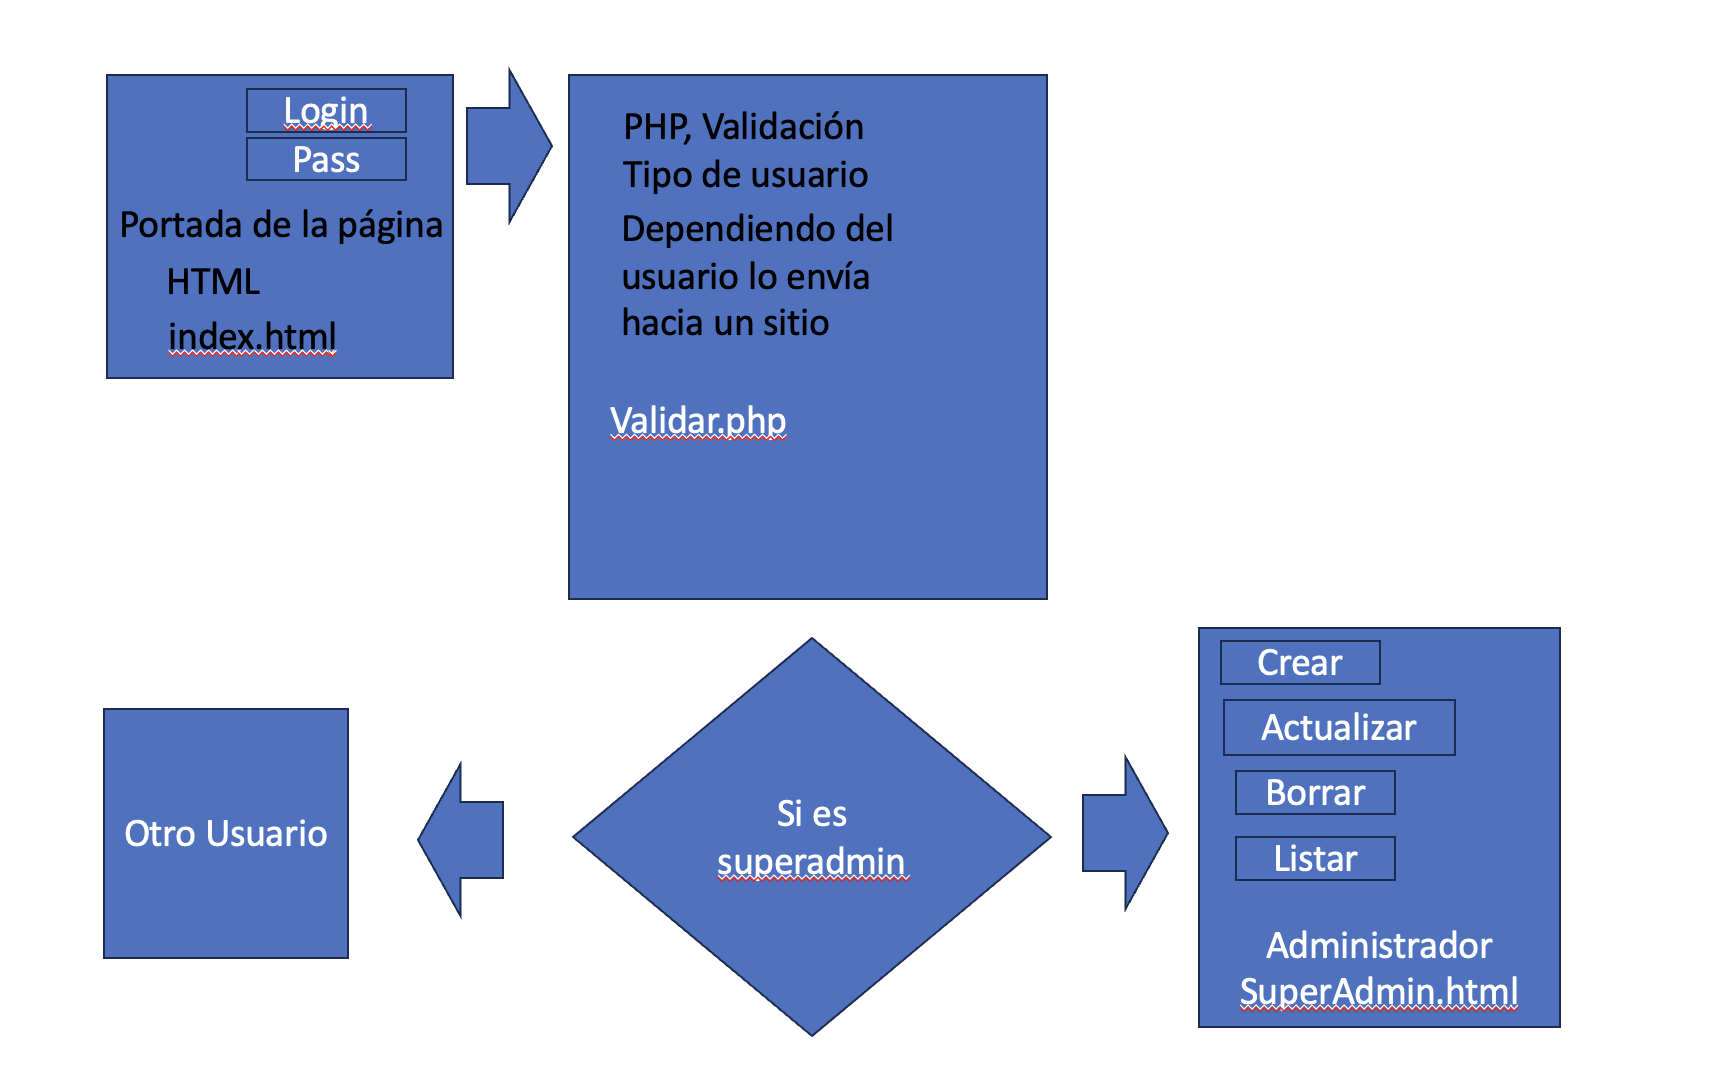 Login
Pass
Portada de la página
HTML
index.html
PHP, Validación
Tipo de usuario
Dependiendo del
usuario lo envía
hacia un sitio
Validar.php
Otro Usuario
Si es
superadmin
Crear
Actualizar
Borrar
Listar
Administrador
SuperAdmin.html